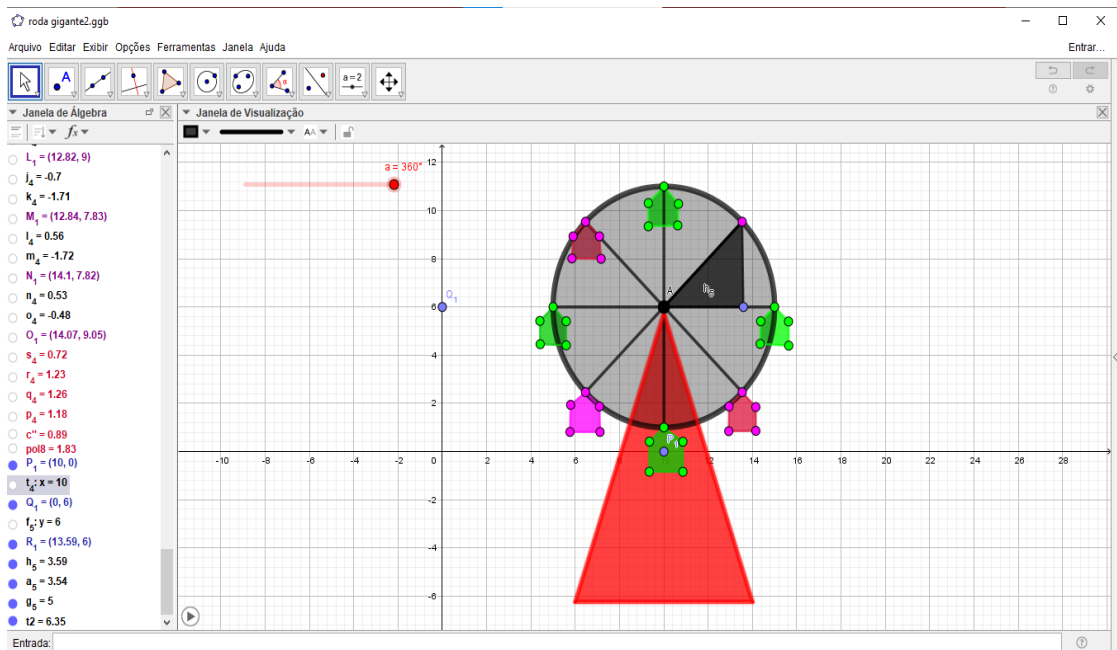 roda gigante2.ggb
Arquivo Editar Exibir Opções Ferramentas Janela Ajuda
Entrar...
A
a = 2
Janela de Álgebra
Janela de Visualização
fx
AA
L1 = (12.82, 9)
j4 = -0.7
k4 = -1.71
M1 = (12.84, 7.83)
l4 = 0.56
m4 = -1.72
N1 = (14.1, 7.82)
n4 = 0.53
o4 = -0.48
O1 = (14.07, 9.05)
s4 = 0.72
r4 = 1.23
q4 = 1.26
p4 = 1.18
c" = 0.89
pol8 = 1.83
P1 = (10, 0)
t4: x = 10
Q1 = (0, 6)
f5: y = 6
R1 = (13.59, 6)
h5 = 3.59
a5 = 3.54
g5 = 5
t2 = 6.35
a = 360°
12
10
8
6
4
2
0
-2
-4
-6
-10 -8 -6 -4 -2 0 2 4 6 8 10 12 14 16 18 20 22 24 26 28
Q1
A
h5
P1
Entrada: